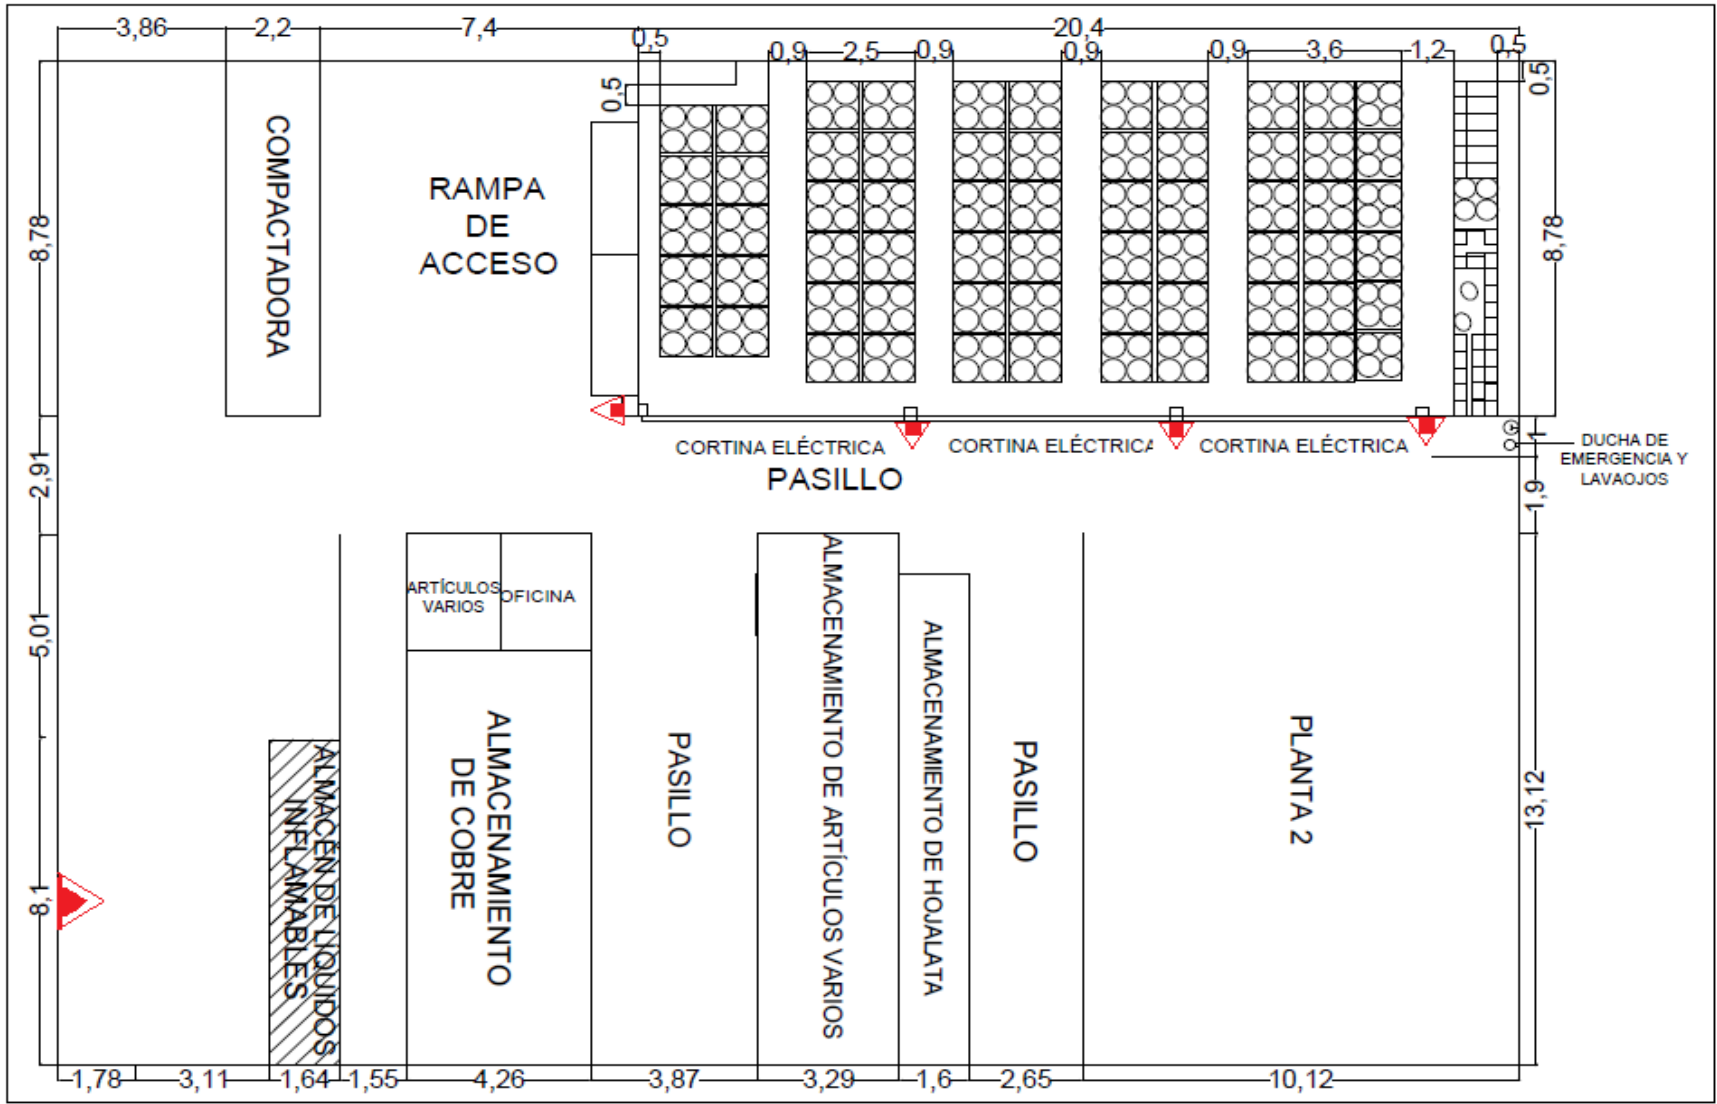 3,86
2,2
7,4
20,4
0,5
0,9
2,5
0,9
0,9
0,9
3,6
1,2
0,5
0,5
0,5
COMPACTADORA
RAMPA
DE
ACCESO
8,78
8,78
CORTINA ELÉCTRICA
CORTINA ELÉCTRICA
CORTINA ELÉCTRICA
PASILLO
1
DUCHA DE
EMERGENCIA Y
LAVAOJOS
2,91
1,9
ARTÍCULOS
VARIOS
OFICINA
5,01
ALMACÉN DE LÍQUIDOS
INFLAMABLES
ALMACENAMIENTO
DE COBRE
PASILLO
ALMACENAMIENTO DE ARTÍCULOS VARIOS
ALMACENAMIENTO DE HOJALATA
PASILLO
PLANTA 2
13,12
8,1
1,78
3,11
1,64
1,55
4,26
3,87
3,29
1,6
2,65
10,12